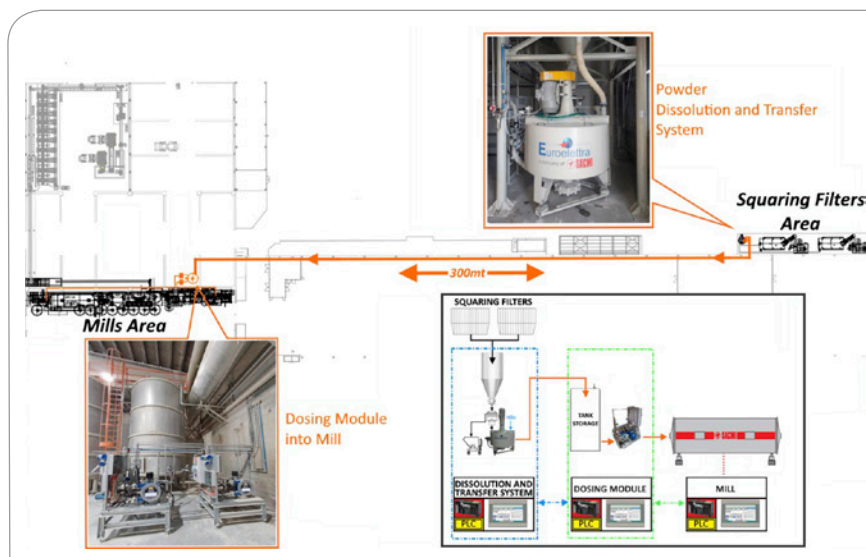 Powder
Dissolution and Transfer
System
Euroelettra
SACMI
Squaring Filters
Area
300mt
Mills Area
Dosing Module
into Mill
SQUARING FILTERS
TANK
STORAGE
SACMI
DISSOLUTION AND
TRANSFER SYSTEM
DOSING MODULE
MILL
PLC
PLC
PLC